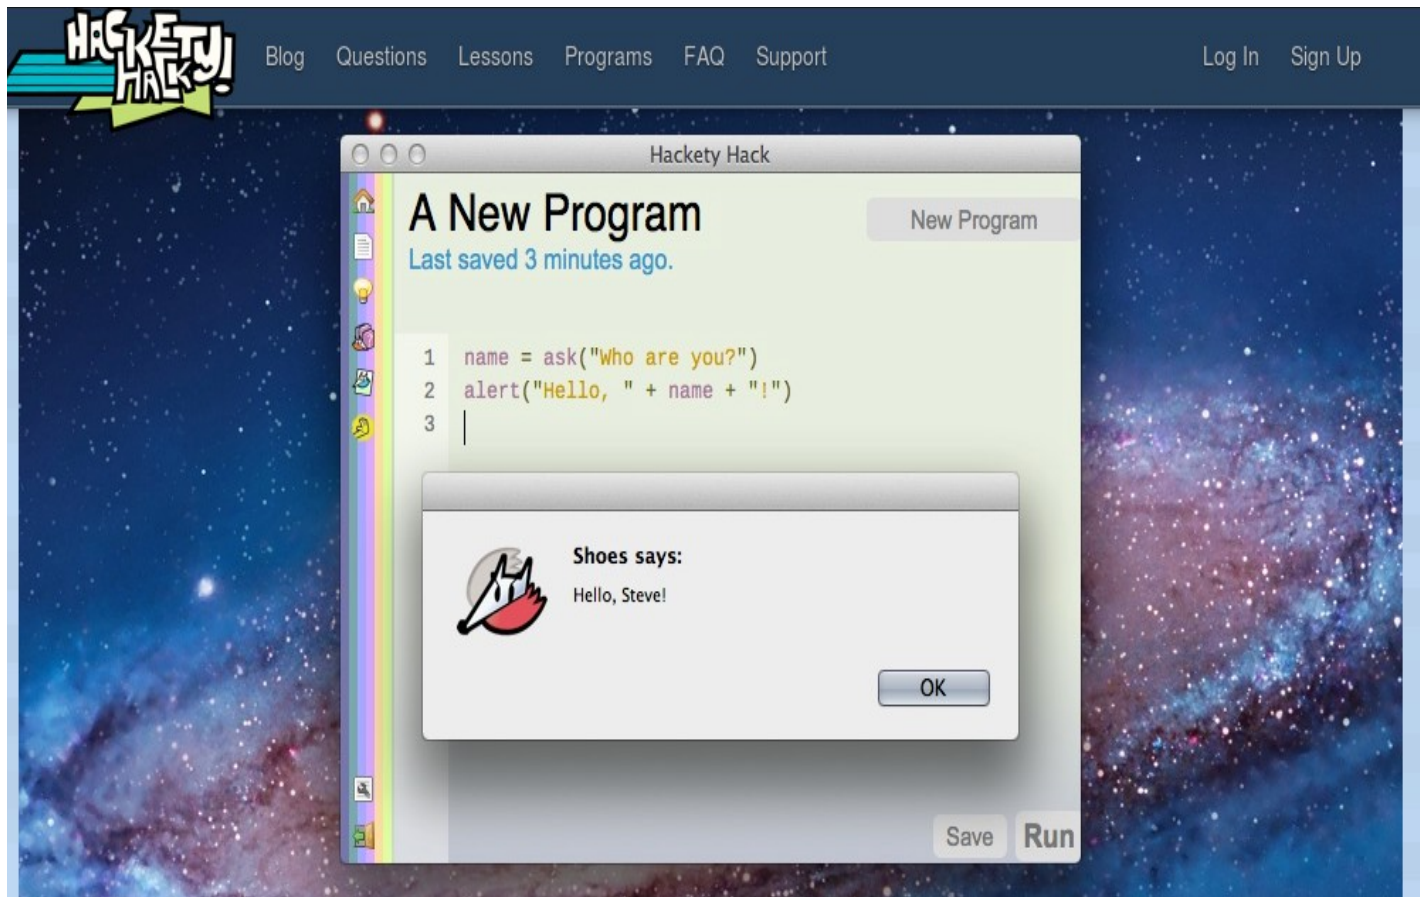 HACKETY
HACK!
Blog Questions Lessons Programs FAQ Support Log In Sign Up
Hackety Hack
A New Program
New Program
Last saved 3 minutes ago.
1 name = ask("Who are you?")
2 alert("Hello, " + name + "!")
3
Shoes says:
Hello, Steve!
OK
Save Run